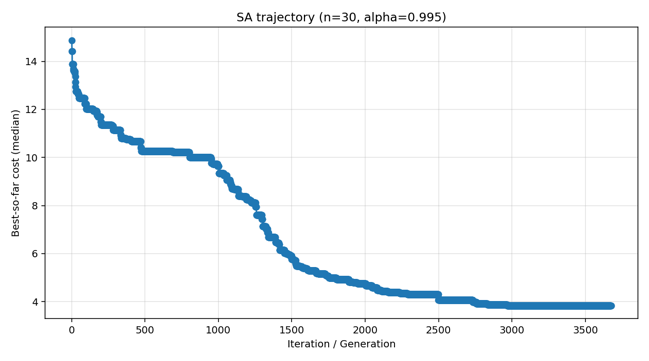 SA trajectory (n=30, alpha=0.995)
Best-so-far cost (median)
14
12
10
8
6
4
0 500 1000 1500 2000 2500 3000 3500
Iteration / Generation